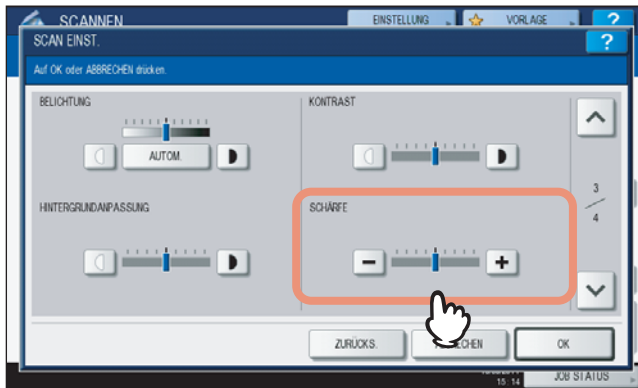 SCANNEN
EINSTELLUNG
VORLAGE
?
SCAN EINST.
?
Auf OK oder ABBRECHEN drücken.
BELICHTUNG
KONTRAST
AUTOM.
3
4
HINTERGRUNDANPASSUNG
SCHÄRFE
ZURÜCKS.
OK
15:14
JOB STATUS